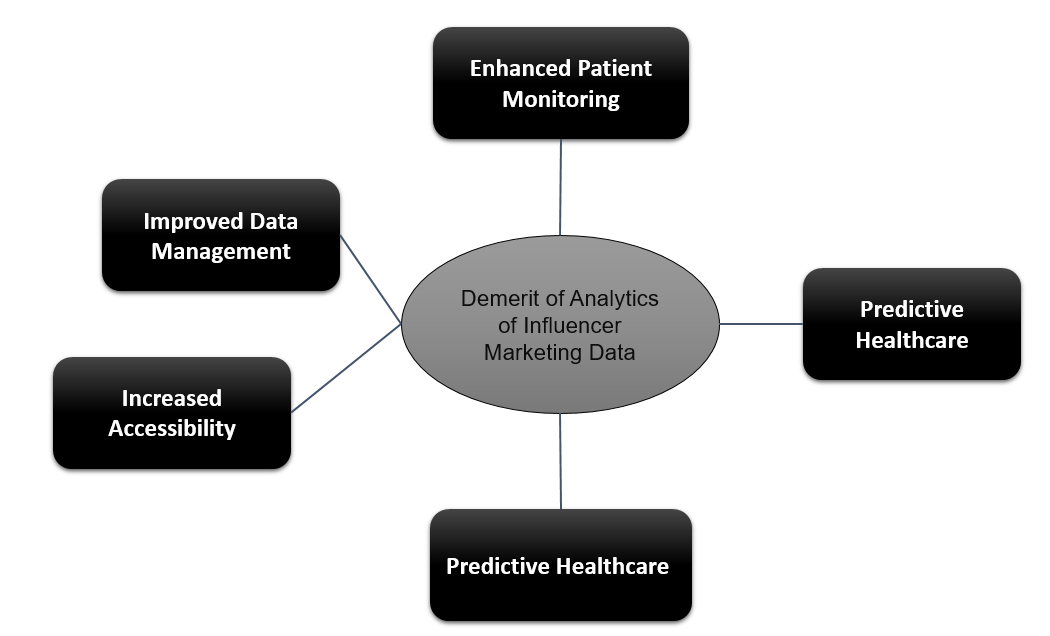 Enhanced Patient
Monitoring
Improved Data
Management
Demerit of Analytics
of Influencer
Marketing Data
Predictive
Healthcare
Increased
Accessibility
Predictive Healthcare